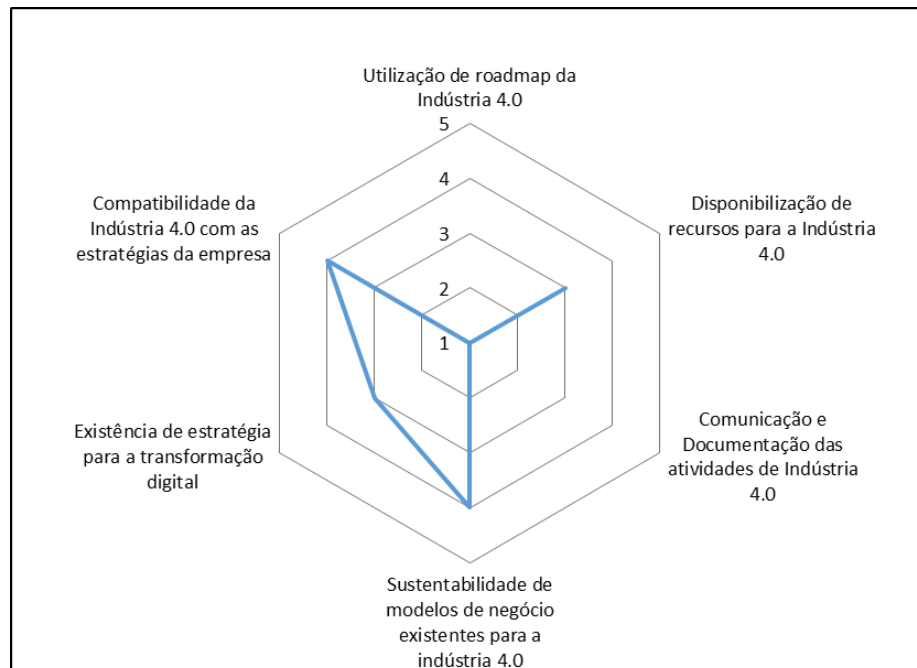 Utilização de roadmap da
Indústria 4.0
5
4
3
2
1
Disponibilização de
recursos para a Indústria
4.0
Comunicação e
Documentação das
atividades de Indústria
4.0
Sustentabilidade de
modelos de negócio
existentes para a
indústria 4.0
Existência de estratégia
para a transformação
digital
Compatibilidade da
Indústria 4.0 com as
estratégias da empresa